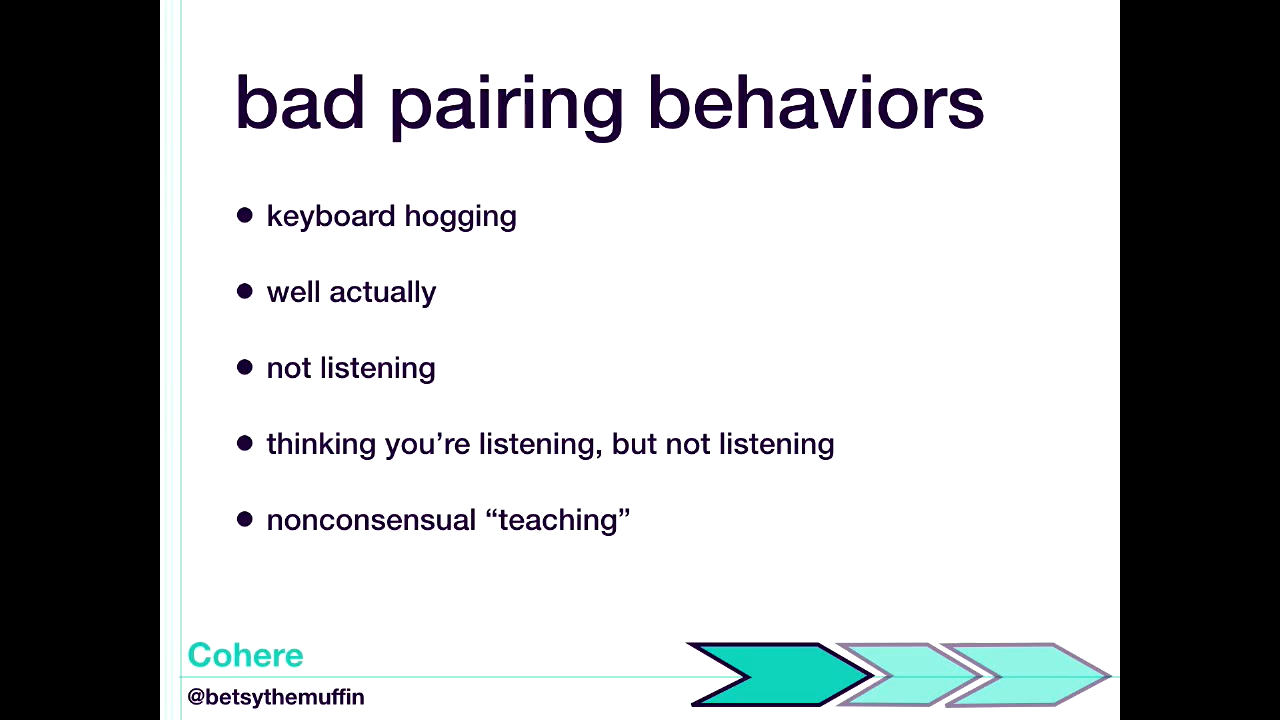 bad pairing behaviors
• keyboard hogging
• well actually
• not listening
• thinking you’re listening, but not listening
• nonconsensual “teaching”
Cohere
@betsythemuffin